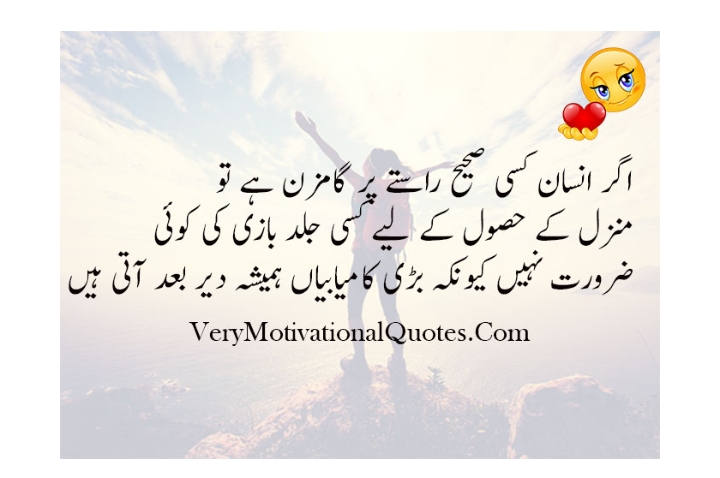 اگر انسان کسی صحیح راستے پر گامزن ہے تو
منزل کے حصول کے لیے کسی جلد بازی کی کوئی
ضرورت نہیں کیونکہ بڑی کامیابیاں ہمیشہ دیر بعد آتی ہیں
VeryMotivationalQuotes.Com